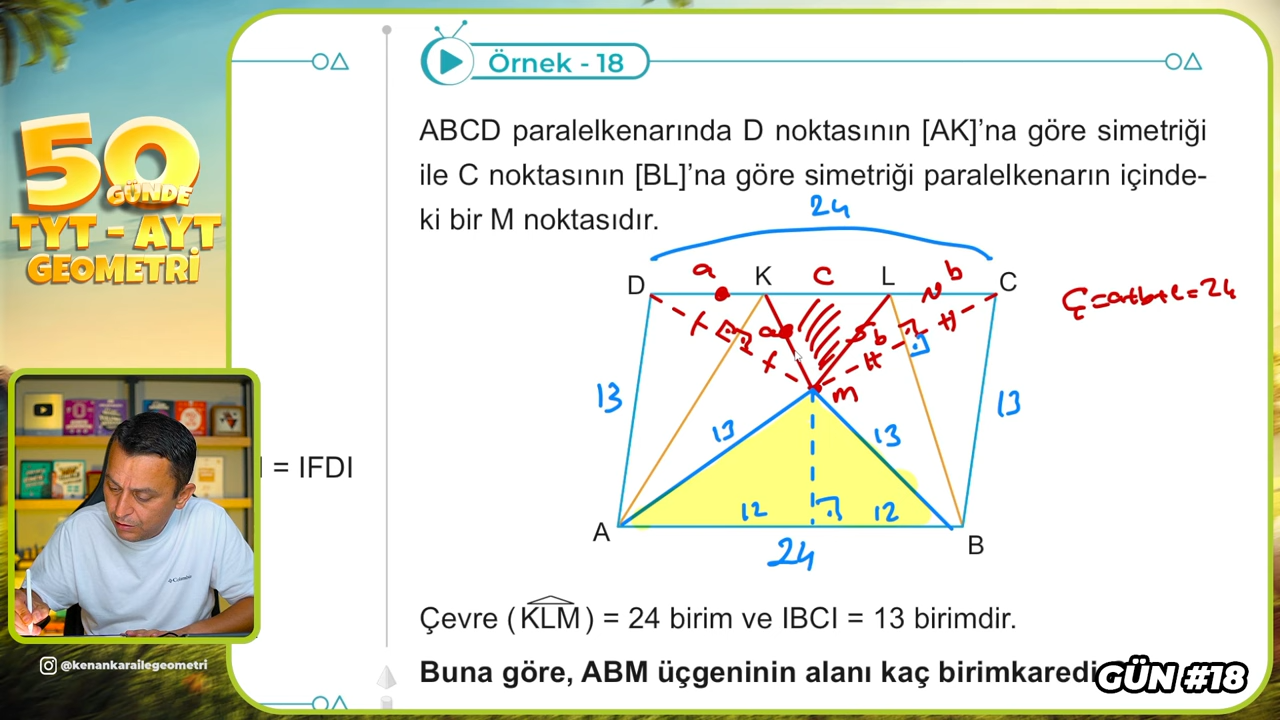 Örnek - 18
ABCD paralelkenarında D noktasının [AK]'na göre simetriği
ile C noktasının [BL]'na göre simetriği paralelkenarın içinde-
ki bir M noktasıdır.
24
a
c
b
D
K
L
C
Ç=a+b+c=24
a
b
13
13
m
13
13
12
12
A
B
24
Çevre (KLM) = 24 birim ve IBCI = 13 birimdir.
Buna göre, ABM üçgeninin alanı kaç birimkaredi
GÜN #18
50
GÜNDE
TYT - AYT
GEOMETRİ
= IFDI
@kenankarailegeometri